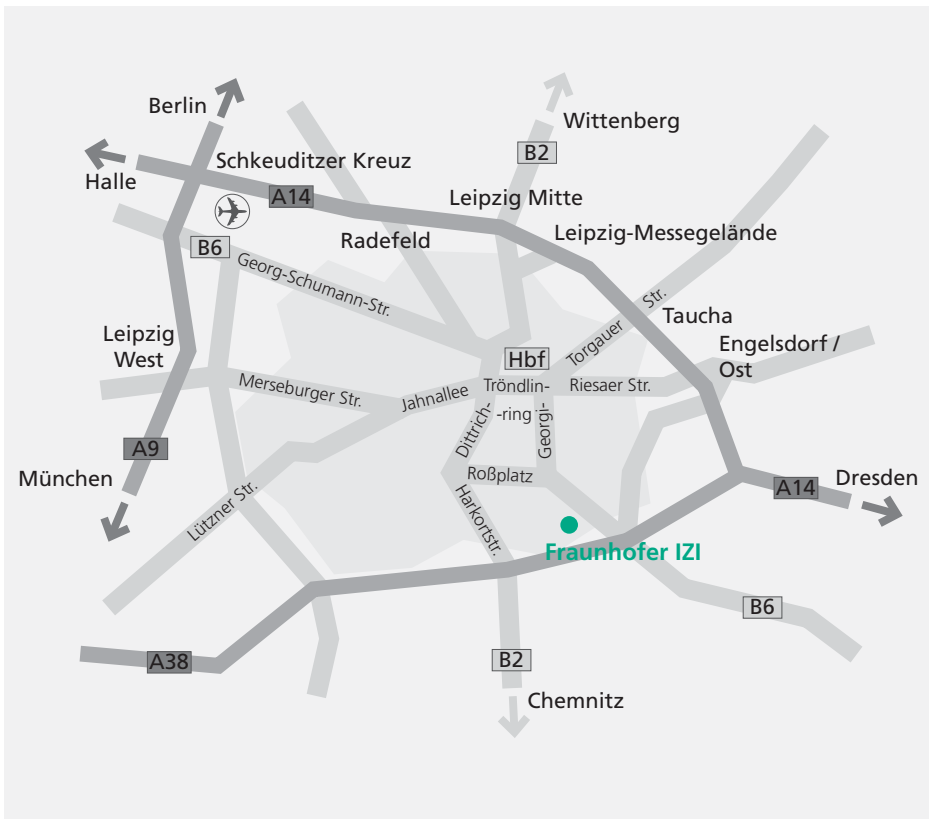 Berlin
Wittenberg
B2
Schkeuditzer Kreuz
Halle
A14
Leipzig Mitte
Leipzig-Messegelände
Radefeld
B6
Georg-Schumann-Str.
Torgauer Str.
Taucha
Leipzig
West
Engelsdorf /
Ost
Hbf
Merseburger Str.
Jahnallee
Tröndlin-
-ring
Riesaer Str.
Dittrich-
Georgi-
A9
München
Roßplatz
Lützner Str.
Harkortstr.
A14
Dresden
Fraunhofer IZI
B6
A38
B2
Chemnitz